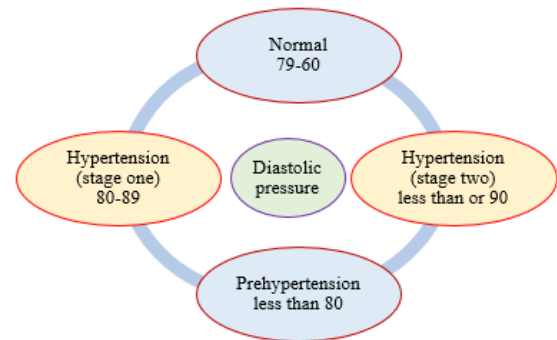 Normal
79-60
Hypertension
(stage one)
80-89
Diastolic
pressure
Hypertension
(stage two)
less than or 90
Prehypertension
less than 80